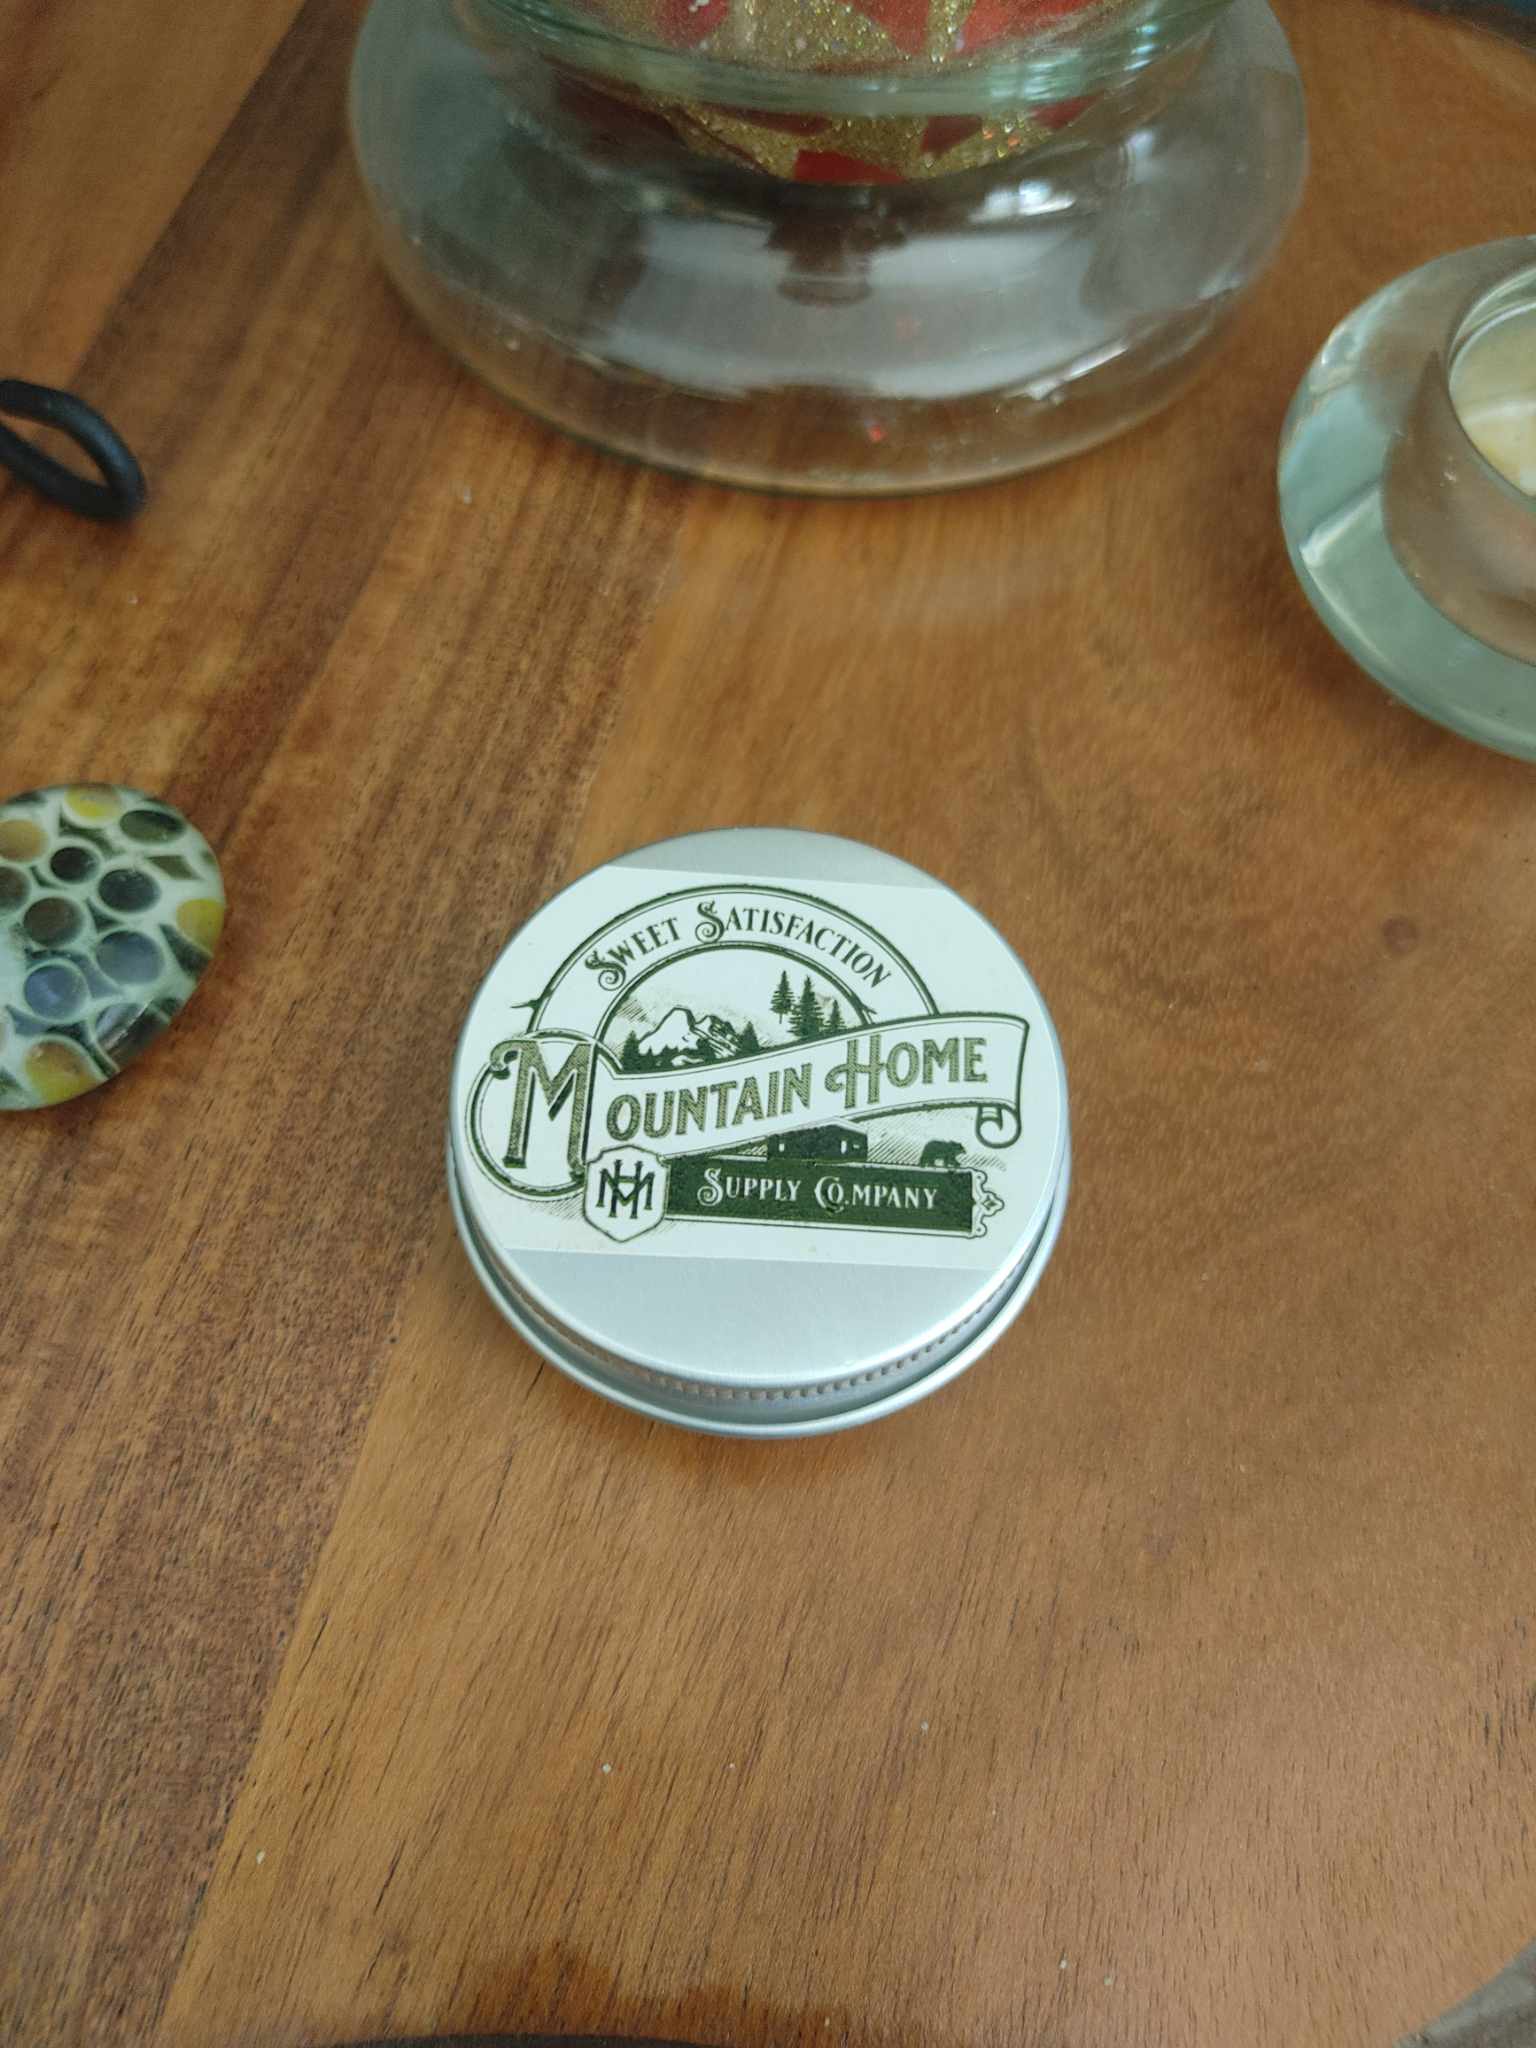 Sweet Satisfaction
Mountain Home
MH
Supply Co.mpany